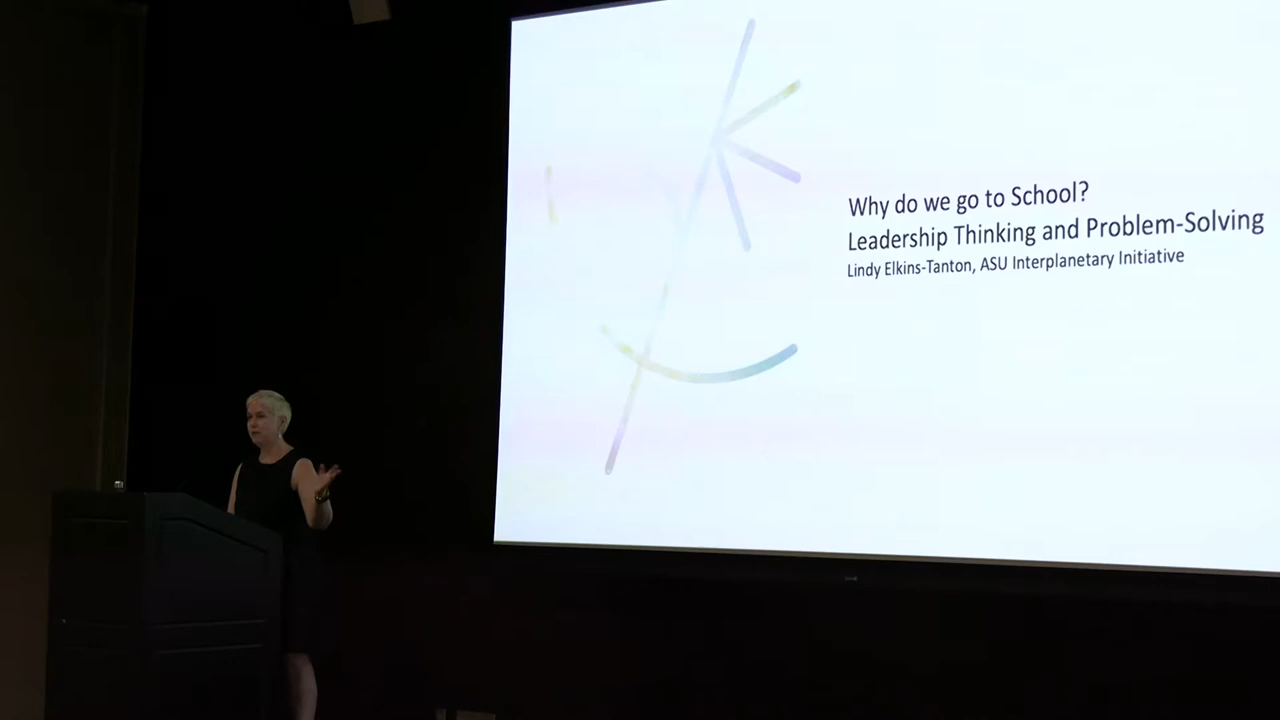 Why do we go to School?
Leadership Thinking and Problem-Solving
Lindy Elkins-Tanton, ASU Interplanetary Initiative